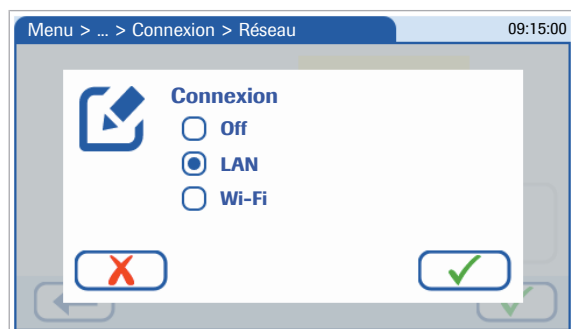 Menu > ... > Connexion > Réseau 09:15:00
Connexion
Off
LAN
Wi-Fi